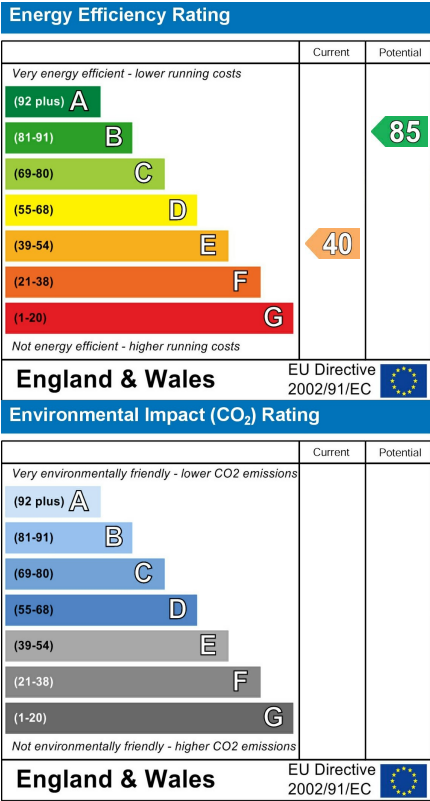 Energy Efficiency Rating
Current Potential
Very energy efficient - lower running costs
(92 plus) A
(81-91) B
85
(69-80) C
(55-68) D
(39-54) E
40
(21-38) F
(1-20) G
Not energy efficient - higher running costs
England & Wales
EU Directive
2002/91/EC
Environmental Impact (CO₂) Rating
Current Potential
Very environmentally friendly - lower CO2 emissions
(92 plus) A
(81-91) B
(69-80) C
(55-68) D
(39-54) E
(21-38) F
(1-20) G
Not environmentally friendly - higher CO2 emissions
England & Wales
EU Directive
2002/91/EC